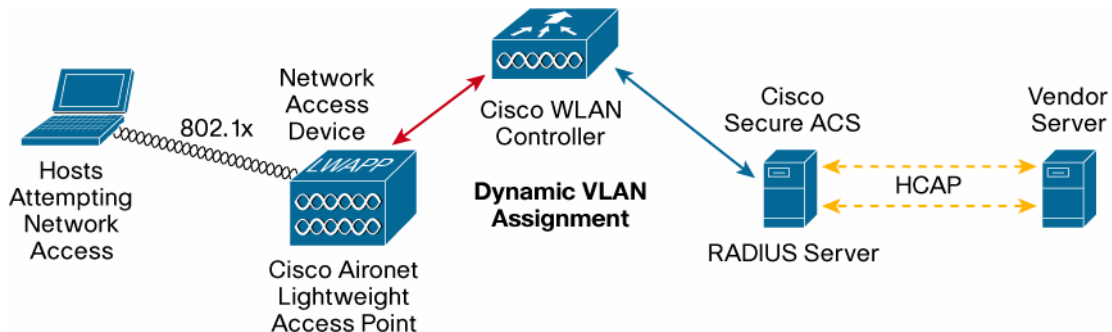 802.1x
Hosts
Attempting
Network
Access
Network
Access
Device
LWAPP
Cisco Aironet
Lightweight
Access Point
Cisco WLAN
Controller
Dynamic VLAN
Assignment
Cisco
Secure ACS
RADIUS Server
HCAP
Vendor
Server